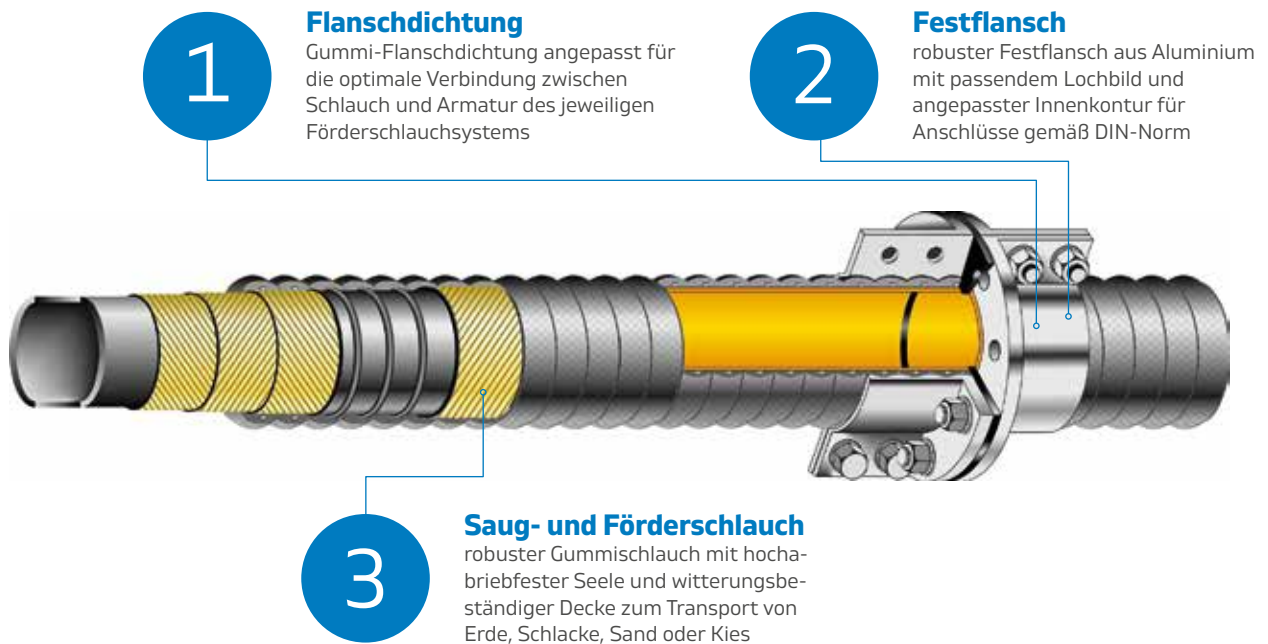 1
Flanschdichtung
Gummi-Flanschdichtung angepasst für
die optimale Verbindung zwischen
Schlauch und Armatur des jeweiligen
Förderschlauchsystems
2
Festflansch
robuster Festflansch aus Aluminium
mit passendem Lochbild und
angepasster Innenkontur für
Anschlüsse gemäß DIN-Norm
3
Saug- und Förderschlauch
robuster Gummischlauch mit hocha-
briebfester Seele und witterungsbe-
ständiger Decke zum Transport von
Erde, Schlacke, Sand oder Kies